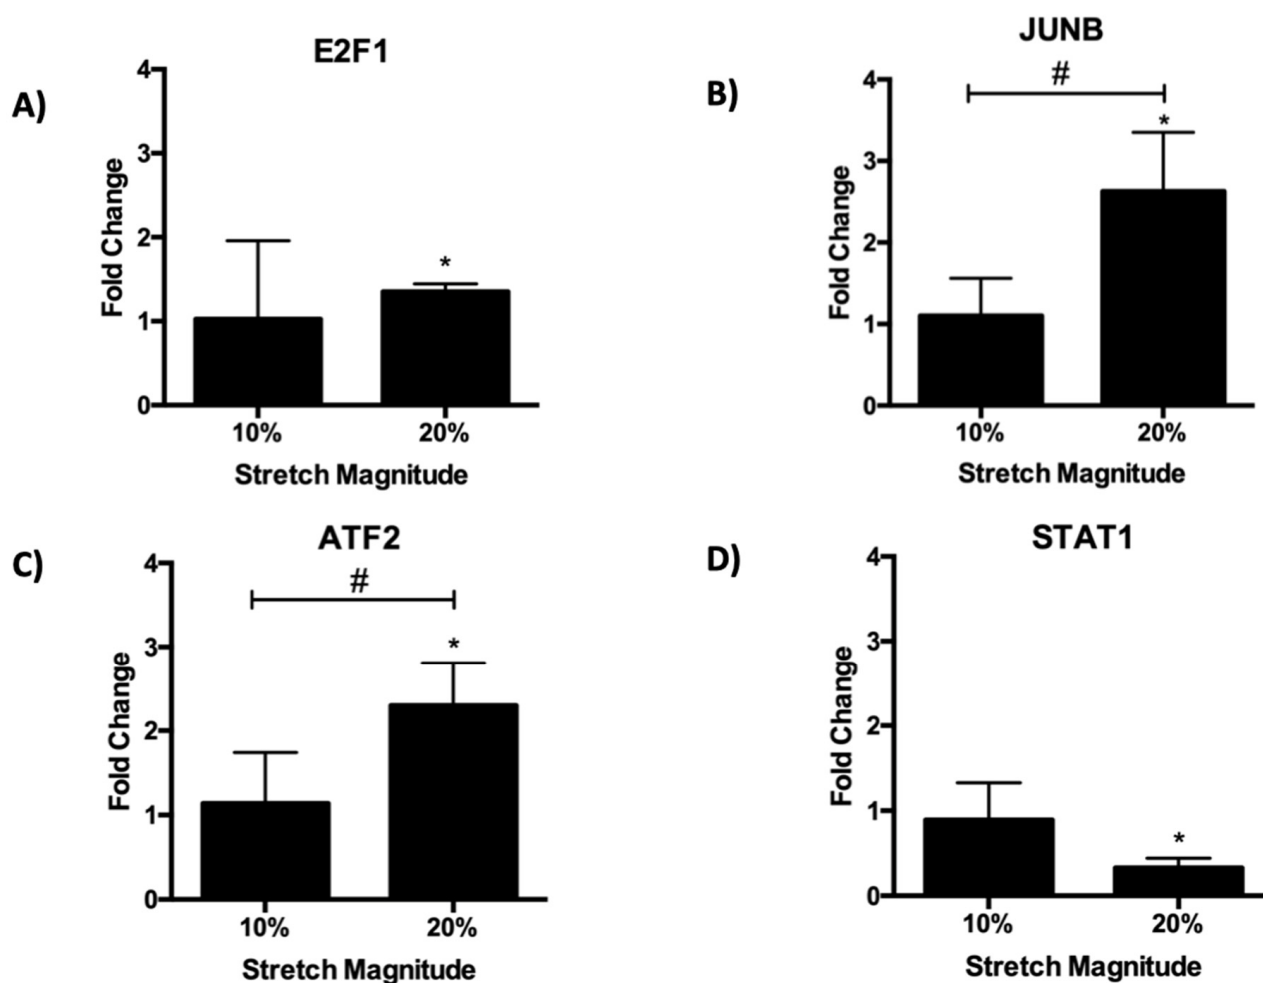 A)
E2F1
Fold Change
4
3
2
1
0
*
10% 20%
Stretch Magnitude
B)
JUNB
Fold Change
4
3
2
1
0
#
*
10% 20%
Stretch Magnitude
C)
ATF2
Fold Change
4
3
2
1
0
#
*
10% 20%
Stretch Magnitude
D)
STAT1
Fold Change
4
3
2
1
0
*
10% 20%
Stretch Magnitude